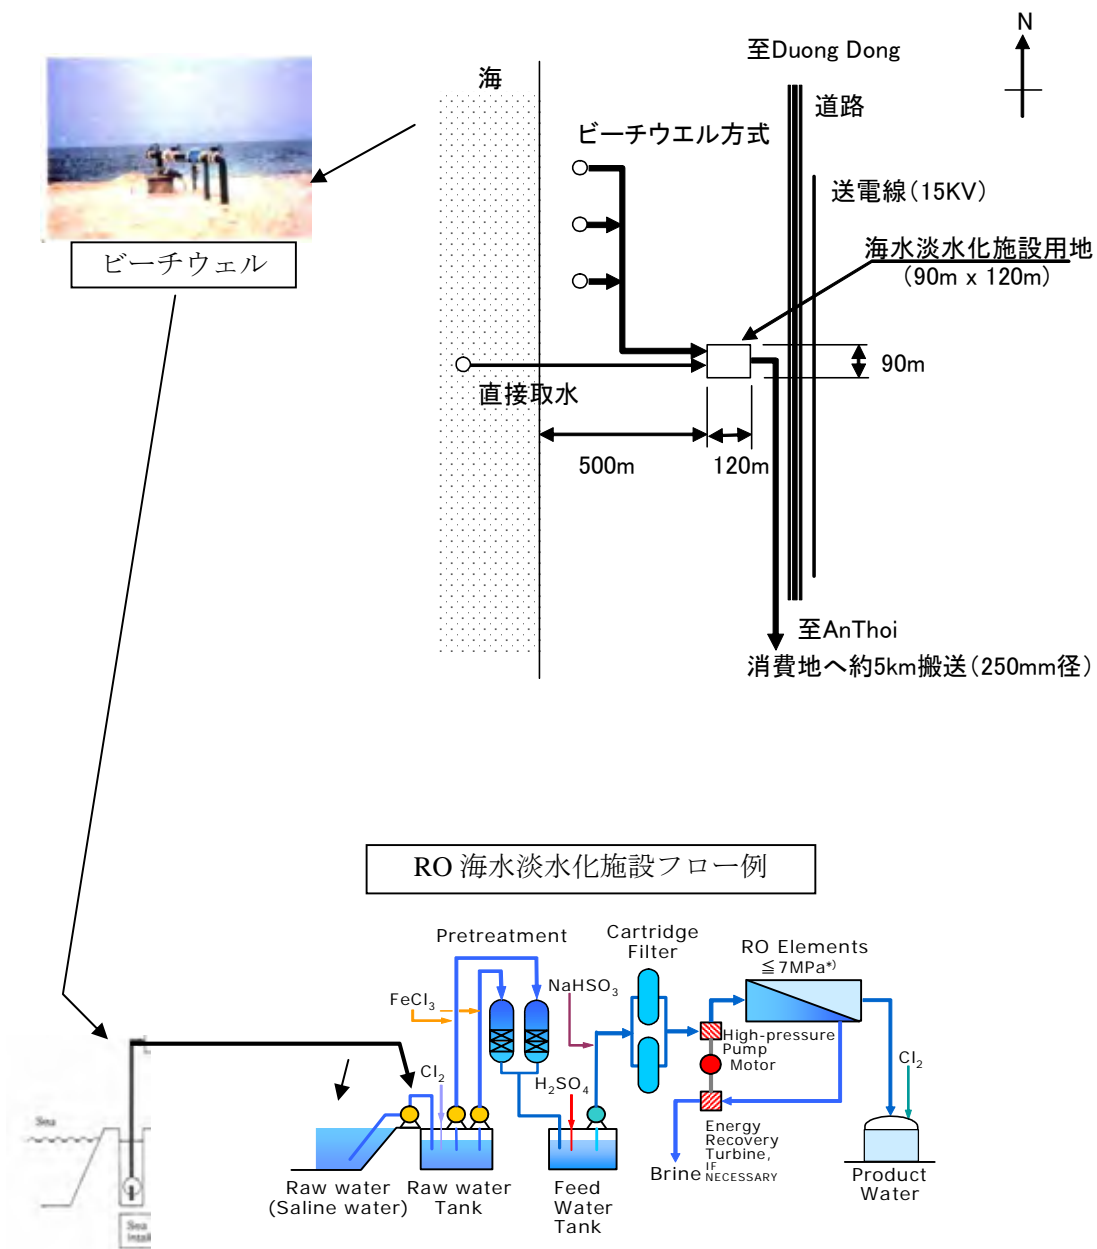 N
至Duong Dong
海
道路
ビーチウエル方式
送電線(15KV)
海水淡水化施設用地
(90m x 120m)
ビーチウェル
90m
直接取水
500m
120m
至AnThoi
消費地へ約5km搬送(250mm径)
RO 海水淡水化施設フロー例
Pretreatment
Cartridge
Filter
RO Elements
≦7MPa*)
FeCl3
NaHSO3
High-pressure
Pump
Motor
Cl2
H2SO4
Cl2
Sea
Energy
Recovery
Turbine,
IF
NECESSARY
Brine
Raw water
(Saline water)
Raw water
Tank
Feed
Water
Tank
Product
Water
Sea